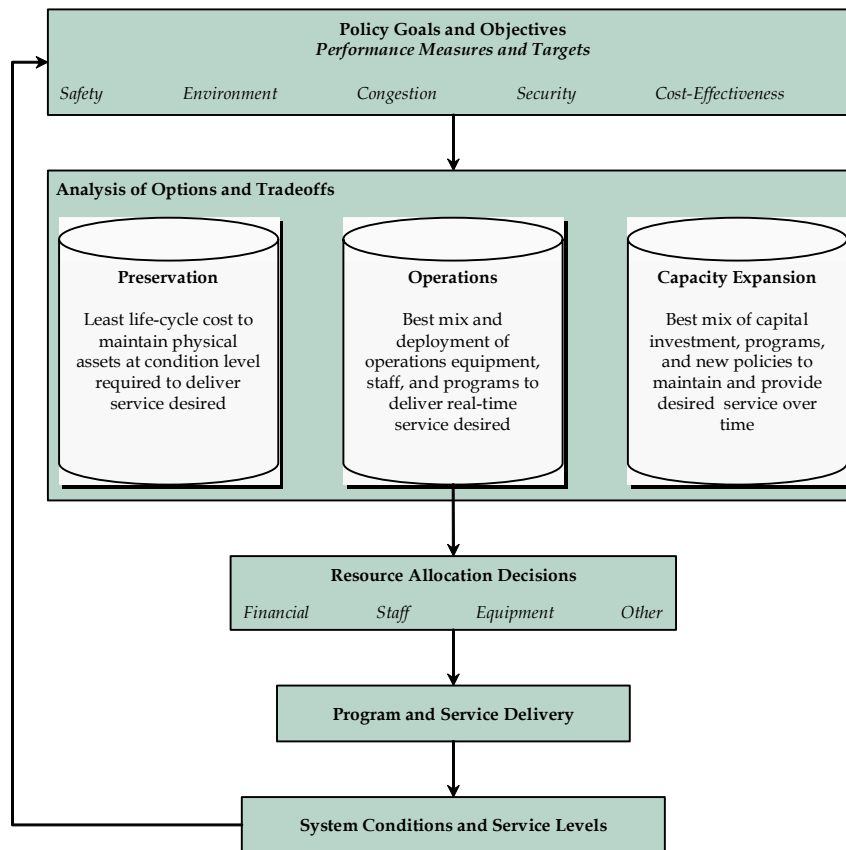 Policy Goals and Objectives
Performance Measures and Targets
Safety Environment Congestion Security Cost-Effectiveness
Analysis of Options and Tradeoffs
Preservation
Least life-cycle cost to
maintain physical
assets at condition level
required to deliver
service desired
Operations
Best mix and
deployment of
operations equipment,
staff, and programs to
deliver real-time
service desired
Capacity Expansion
Best mix of capital
investment, programs,
and new policies to
maintain and provide
desired service over
time
Resource Allocation Decisions
Financial Staff Equipment Other
Program and Service Delivery
System Conditions and Service Levels